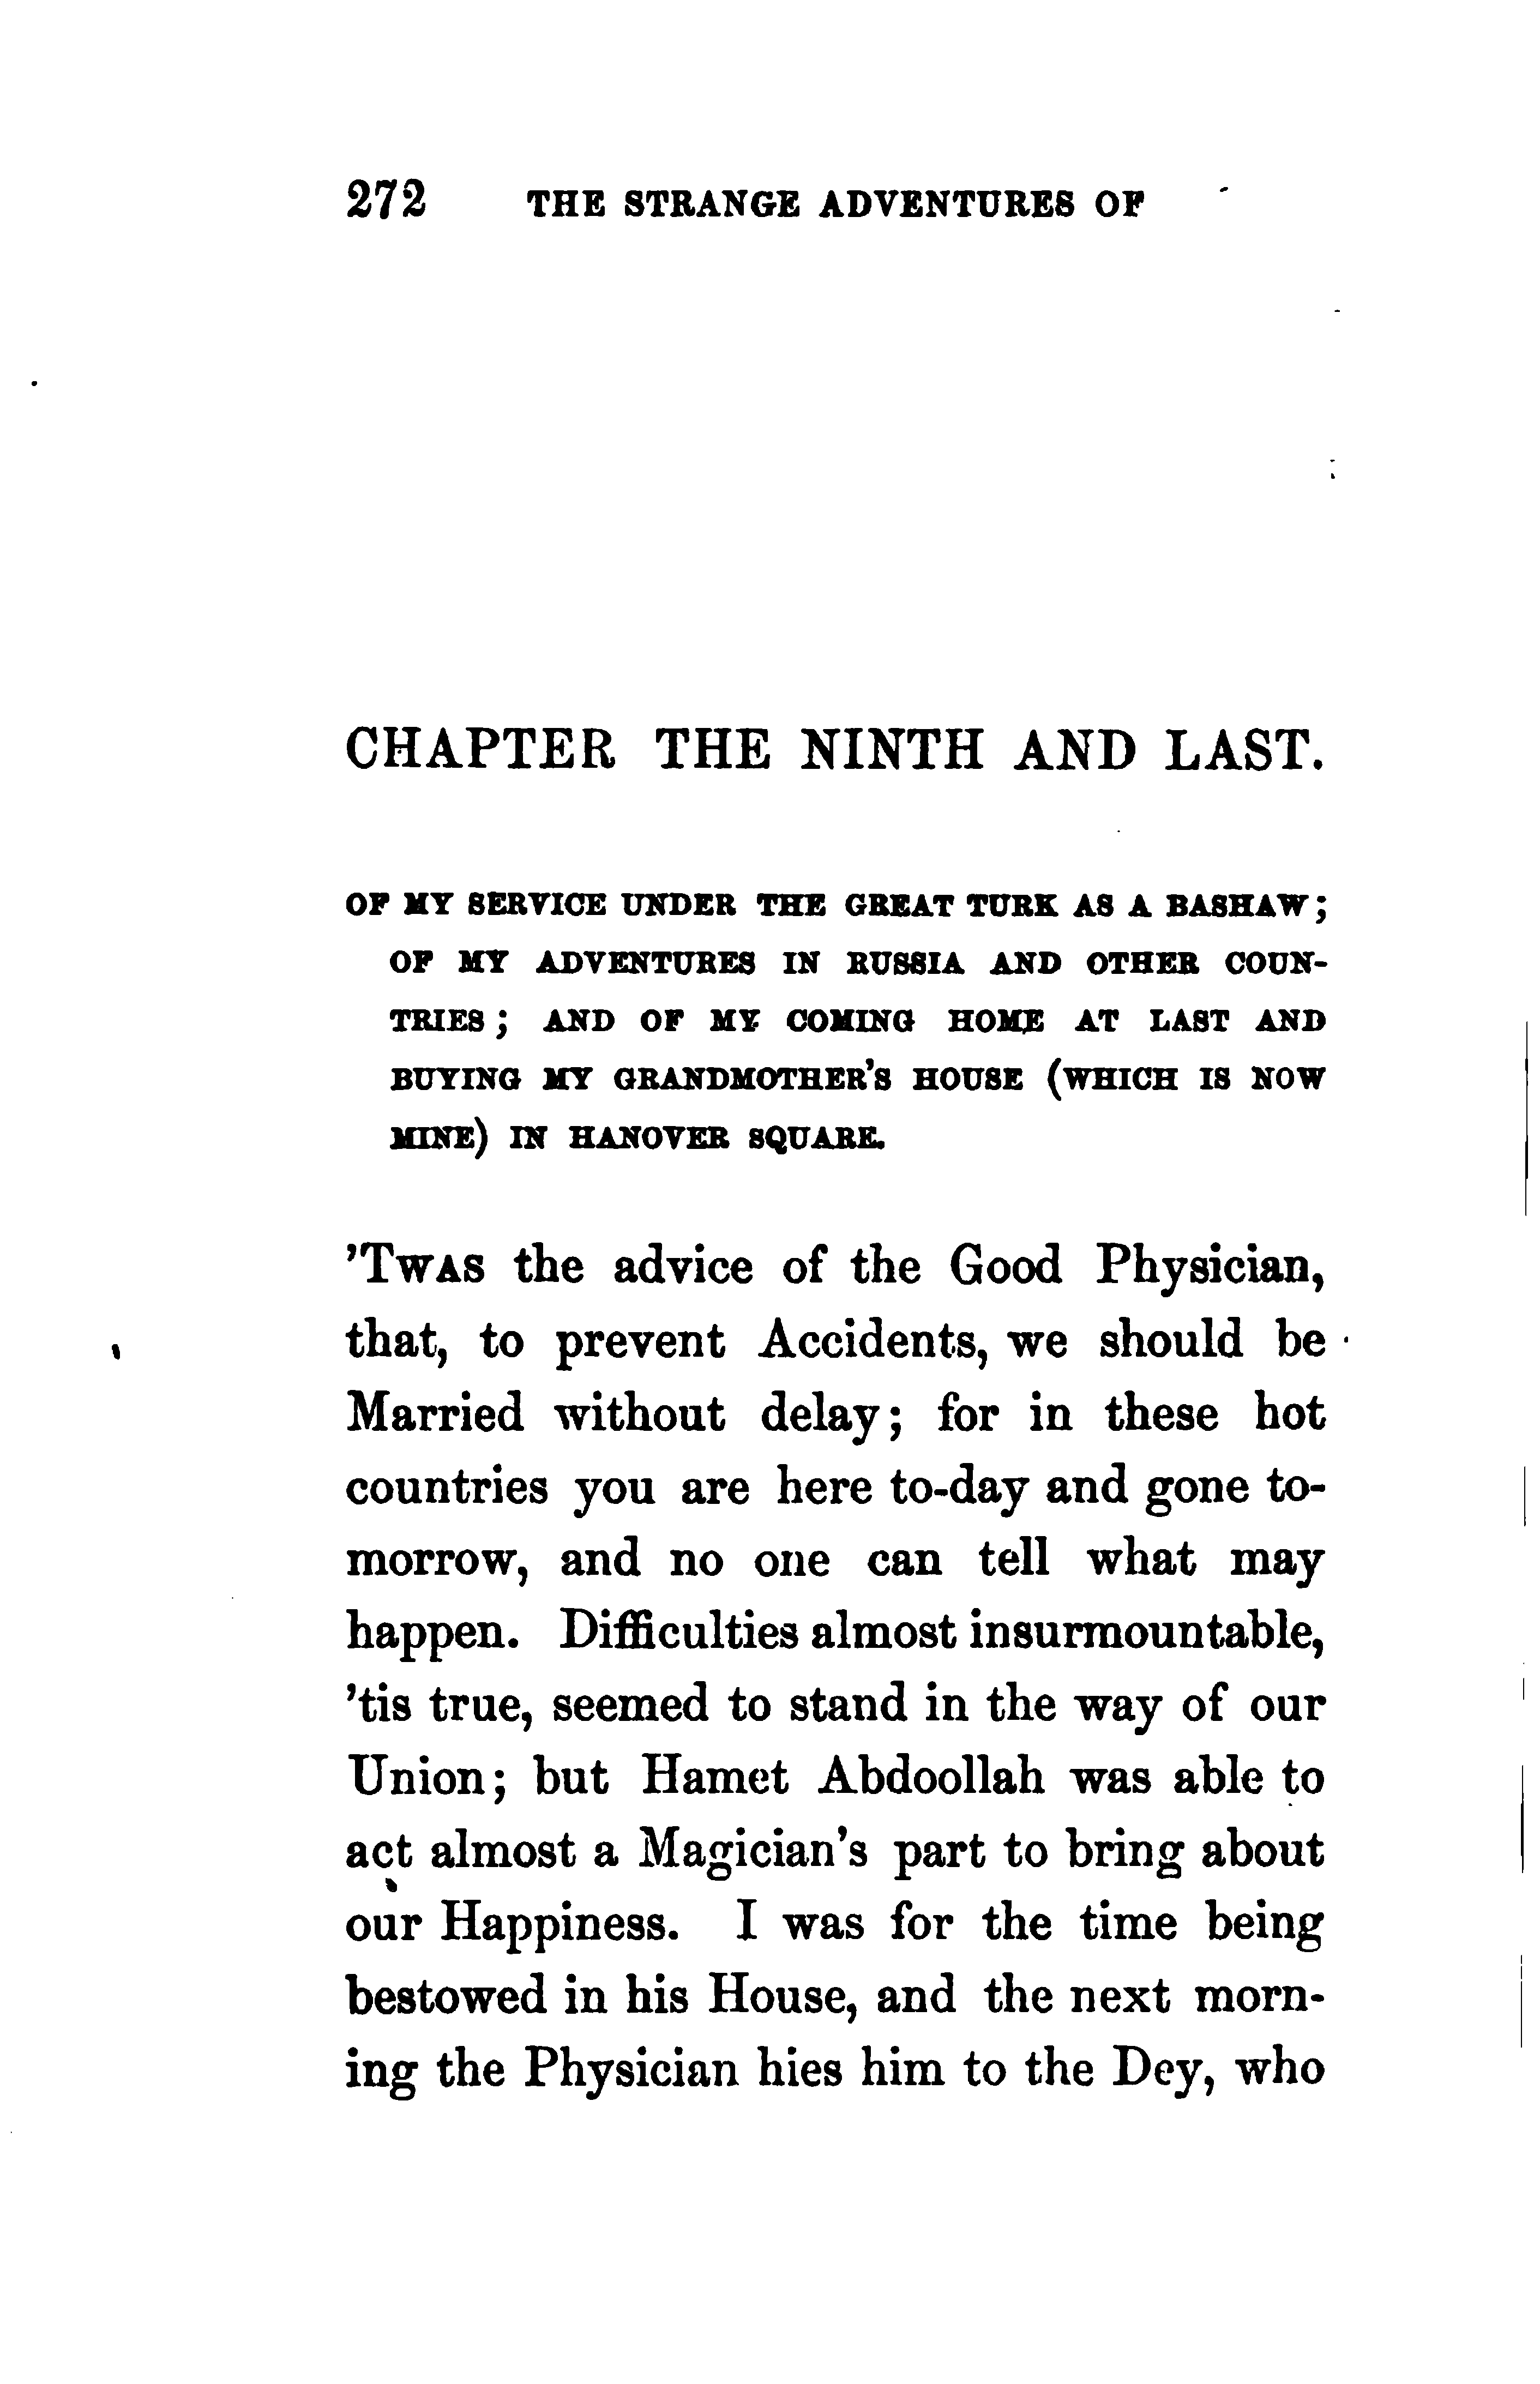 272 THE STRANGE ADVENTURES OF
CHAPTER THE NINTH AND LAST.
OF MY SERVICE UNDER THE GREAT TURK AS A BASHAW;
OF MY ADVENTURES IN RUSSIA AND OTHER COUN-
TRIES; AND OF MY COMING HOME AT LAST AND
BUYING MY GRANDMOTHER'S HOUSE (WHICH IS NOW
MINE) IN HANOVER SQUARE.
'TWAS the advice of the Good Physician,
that, to prevent Accidents, we should be
Married without delay; for in these hot
countries you are here to-day and gone to-
morrow, and no one can tell what may
happen. Difficulties almost insurmountable,
'tis true, seemed to stand in the way of our
Union; but Hamet Abdoollah was able to
act almost a Magician's part to bring about
our Happiness. I was for the time being
bestowed in his House, and the next morn-
ing the Physician hies him to the Dey, who